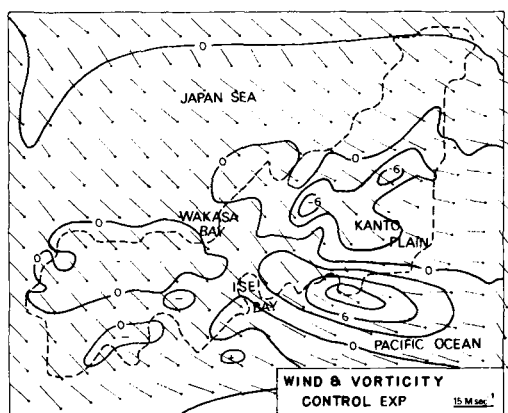 0
JAPAN SEA
0
0
-6
-6
WAKASA
BAY
KANTO
PLAIN
0
0
0
ISE
BAY
-
0
0
6
0
PACIFIC OCEAN
+
WIND & VORTICITY
CONTROL EXP
15 M sec⁻¹